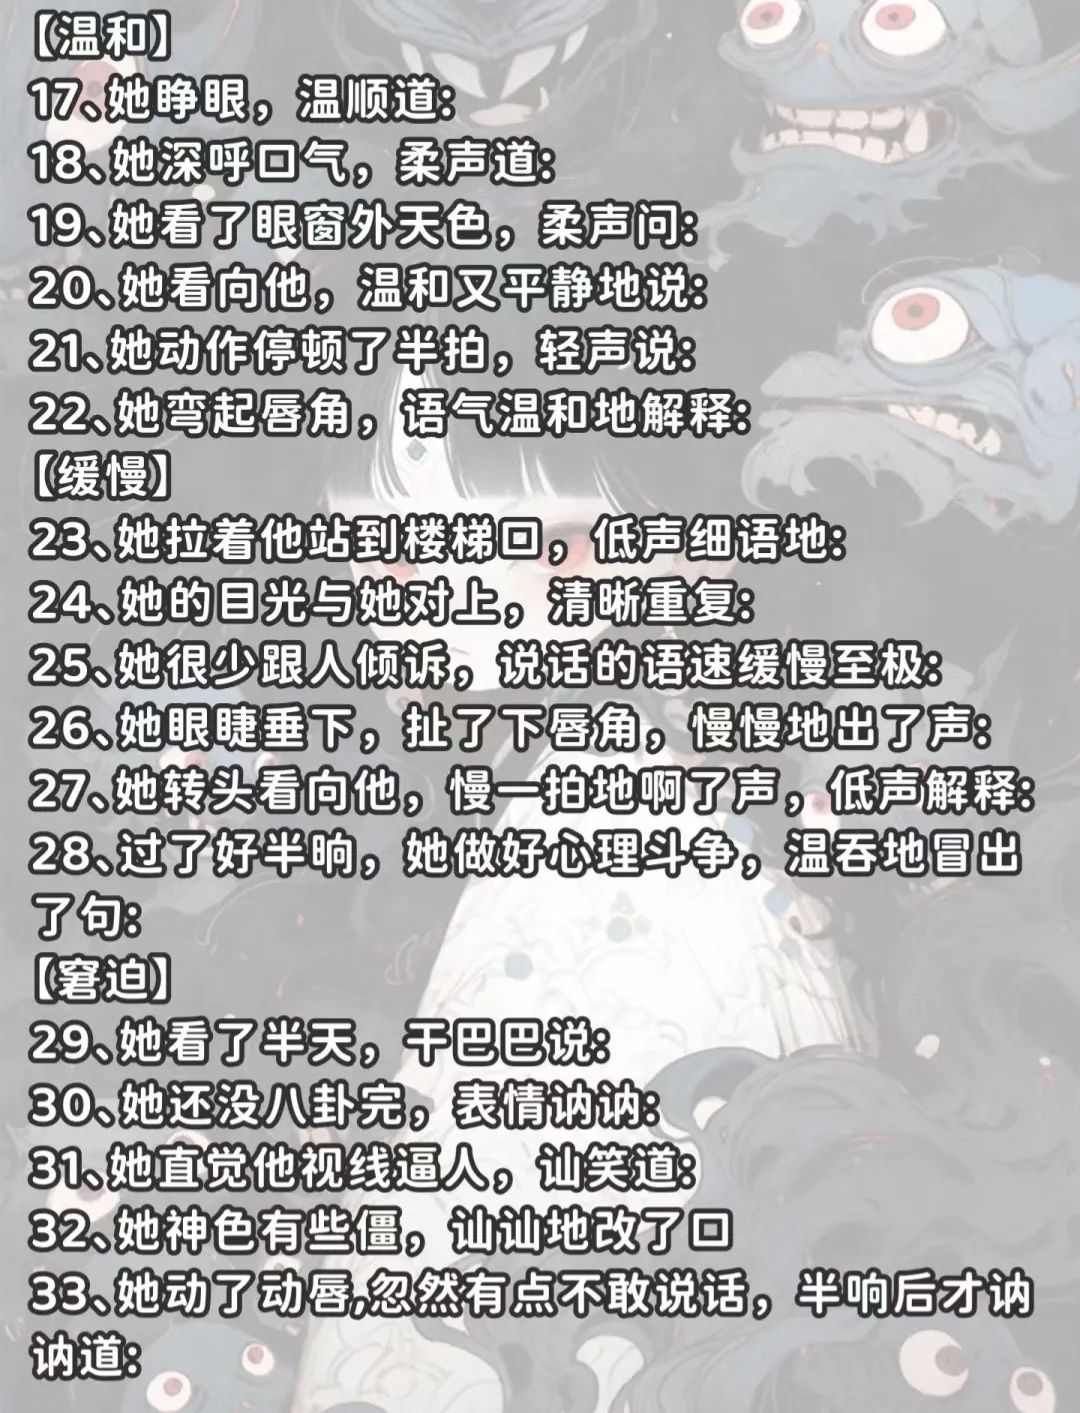 【温和】
17、她睁眼，温顺道:
18、她深呼口气，柔声道:
19、她看了眼窗外天色，柔声问:
20、她看向他，温和又平静地说:
21、她动作停顿了半拍，轻声说:
22、她弯起唇角，语气温和地解释:
【缓慢】
23、她拉着他站到楼梯口，低声细语地:
24、她的目光与她对上，清晰重复:
25、她很少跟人倾诉，说话的语速缓慢至极:
26、她眼睫垂下，扯了下唇角，慢慢地出了声:
27、她转头看向他，慢一拍地啊了声，低声解释:
28、过了好半晌，她做好心理斗争，温吞地冒出
了句:
【窘迫】
29、她看了半天，干巴巴说:
30、她还没八卦完，表情讷讷:
31、她直觉他视线逼人，讪笑道:
32、她神色有些僵，讪讪地改了口
33、她动了动唇,忽然有点不敢说话，半响后才讷
讷道: